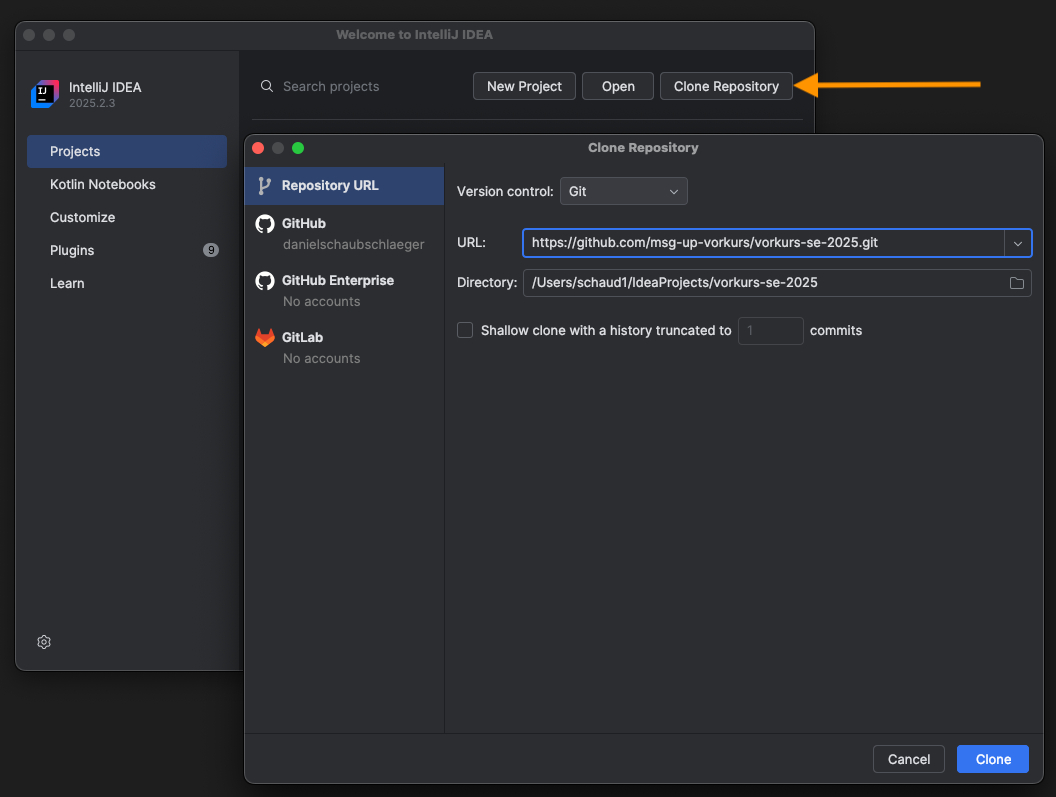 Welcome to IntelliJ IDEA
IJ
IntelliJ IDEA
2025.2.3
Search projects
New Project
Open
Clone Repository
Projects
Kotlin Notebooks
Customize
Plugins
9
Learn
Clone Repository
Repository URL
GitHub
danielschaubschlaeger
GitHub Enterprise
No accounts
GitLab
No accounts
Version control: Git
URL: https://github.com/msg-up-vorkurs/vorkurs-se-2025.git
Directory: /Users/schaud1/IdeaProjects/vorkurs-se-2025
Shallow clone with a history truncated to 1 commits
Cancel
Clone